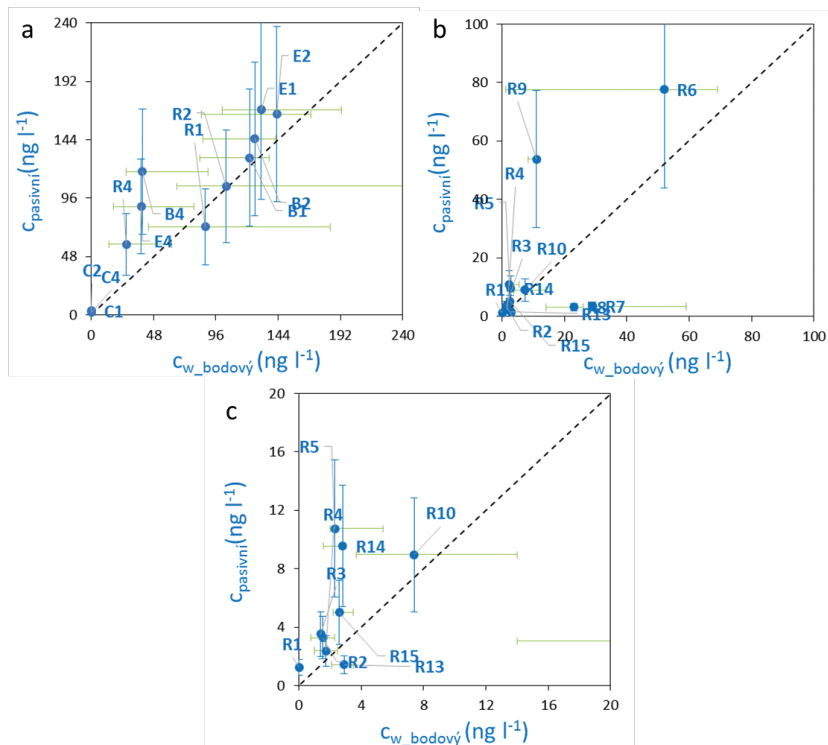 a
240
192
144
96
48
0
0
48
96
144
192
240
c_pasivní (ng l⁻¹)
c_w_bodový (ng l⁻¹)
E2
E1
R2
R1
R4
B4
B2
B1
E4
C2
C4
C1
b
100
80
60
40
20
0
0
20
40
60
80
100
c_pasivní (ng l⁻¹)
c_w_bodový (ng l⁻¹)
R9
R6
R4
R5
R3
R10
R1
R14
R8
R7
R13
R2
R15
c
20
16
12
8
4
0
0
4
8
12
16
20
c_pasivní (ng l⁻¹)
c_w_bodový (ng l⁻¹)
R5
R4
R10
R14
R3
R1
R2
R15
R13